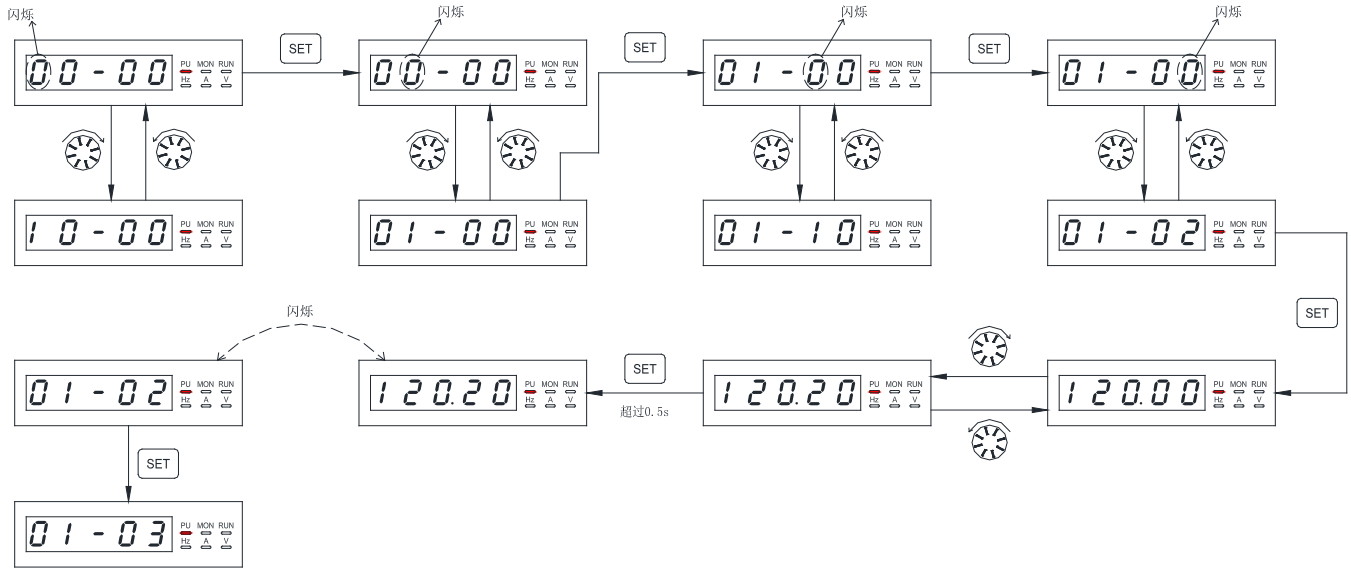 闪烁
闪烁
闪烁
闪烁
00-00
PU MON RUN
Hz A V
SET
00-00
PU MON RUN
Hz A V
SET
01-00
PU MON RUN
Hz A V
SET
01-00
PU MON RUN
Hz A V
10-00
PU MON RUN
Hz A V
01-00
PU MON RUN
Hz A V
01-10
PU MON RUN
Hz A V
01-02
PU MON RUN
Hz A V
SET
闪烁
01-02
PU MON RUN
Hz A V
120.20
PU MON RUN
Hz A V
SET
超过0.5s
120.20
PU MON RUN
Hz A V
120.00
PU MON RUN
Hz A V
SET
01-03
PU MON RUN
Hz A V